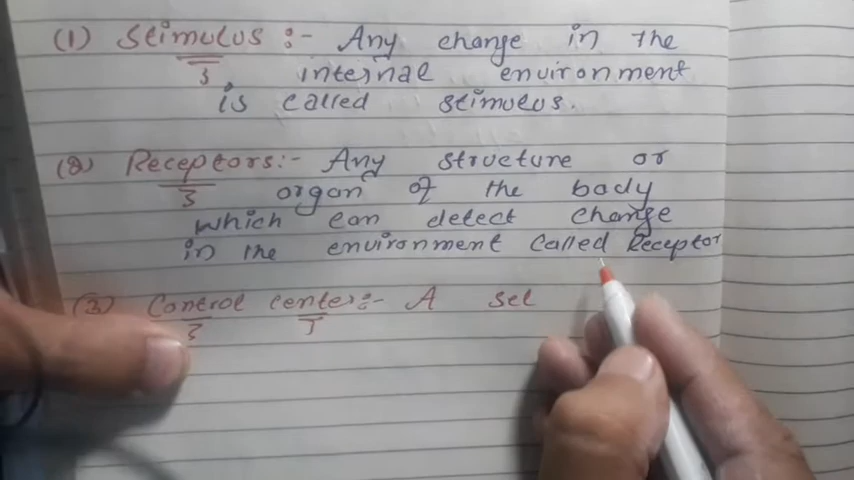 (1) Stimulus :- Any change in the
internal environment
is called stimulus.
(2) Receptors:- Any structure or
organ of the body
which can detect change
in the environment called Receptor
(3) Control center:- A set